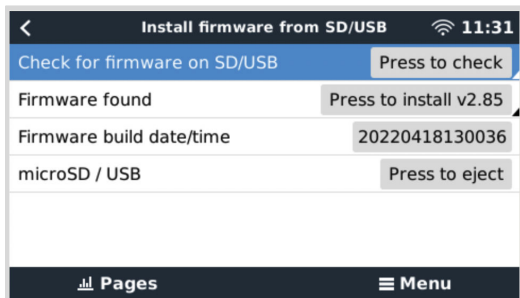 Install firmware from SD/USB 11:31
Check for firmware on SD/USB Press to check
Firmware found Press to install v2.85
Firmware build date/time 20220418130036
microSD / USB Press to eject
Pages Menu